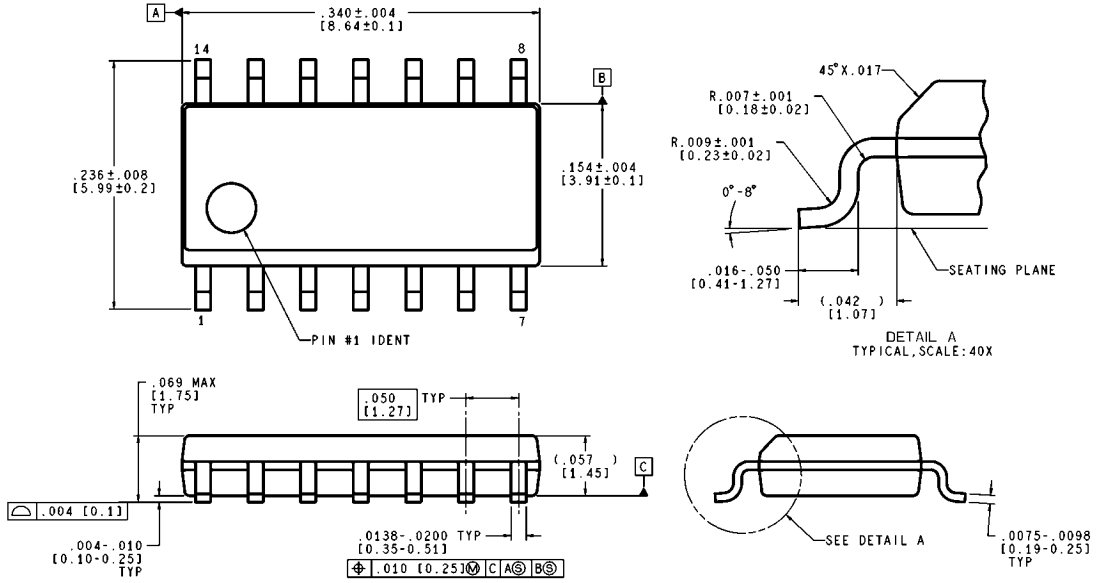 A
.340±.004
[8.64±0.1]
14
8
B
.236±.008
[5.99±0.2]
.154±.004
[3.91±0.1]
1
7
PIN #1 IDENT
45°X.017
R.007±.001
[0.18±0.02]
R.009±.001
[0.23±0.02]
0°-8°
.016-.050
[0.41-1.27]
SEATING PLANE
(.042 )
[1.07]
DETAIL A
TYPICAL, SCALE: 40X
.069 MAX
[1.75]
TYP
.050 TYP
[1.27]
(.057 )
[1.45]
C
⌓ .004 [0.1]
.004-.010
[0.10-0.25]
TYP
.0138-.0200 TYP
[0.35-0.51]
⌖ .010 [0.25]Ⓜ C AⓈ BⓈ
SEE DETAIL A
.0075-.0098
[0.19-0.25]
TYP